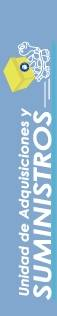 Unidad de Adquisiciones y
SUMINISTROS